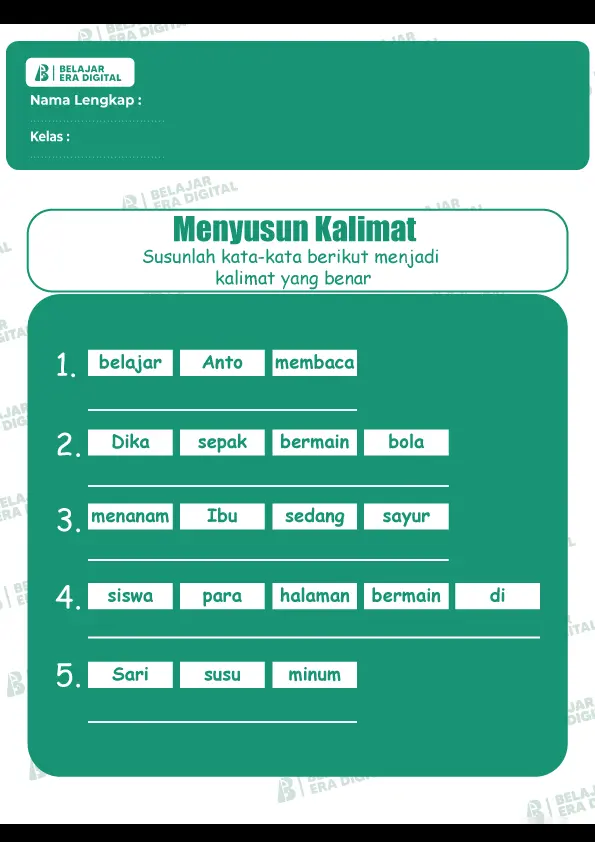 BELAJAR
ERA DIGITAL
Nama Lengkap :
Kelas :
Menyusun Kalimat
Susunlah kata-kata berikut menjadi
kalimat yang benar
1. belajar Anto membaca
2. Dika sepak bermain bola
3. menanam Ibu sedang sayur
4. siswa para halaman bermain di
5. Sari susu minum